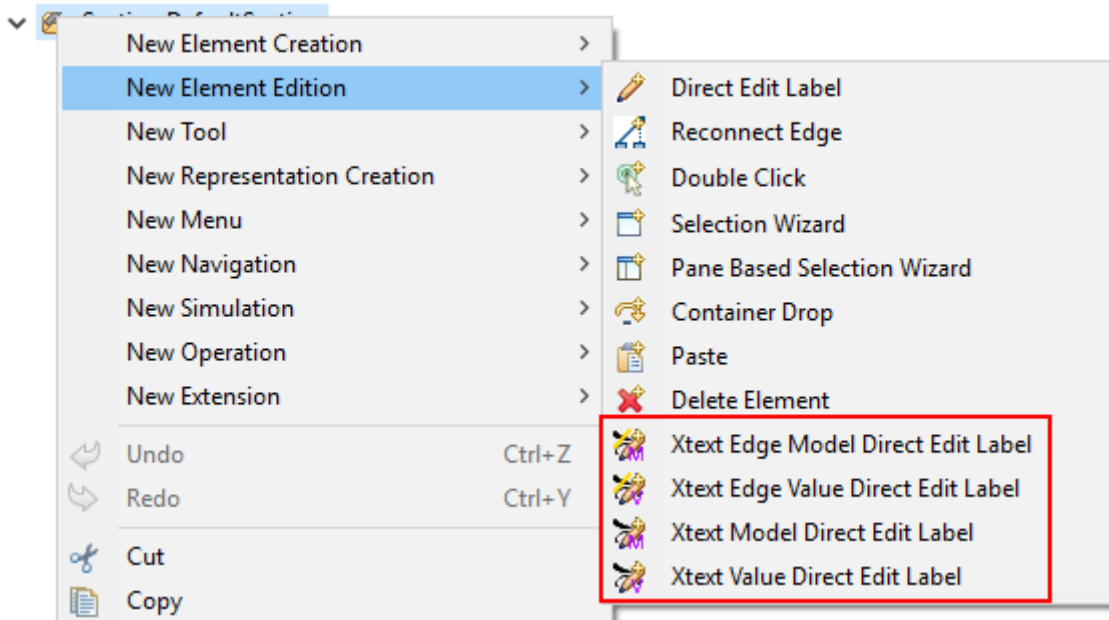 New Element Creation
New Element Edition
New Tool
New Representation Creation
New Menu
New Navigation
New Simulation
New Operation
New Extension
Undo Ctrl+Z
Redo Ctrl+Y
Cut
Copy
Direct Edit Label
Reconnect Edge
Double Click
Selection Wizard
Pane Based Selection Wizard
Container Drop
Paste
Delete Element
Xtext Edge Model Direct Edit Label
Xtext Edge Value Direct Edit Label
Xtext Model Direct Edit Label
Xtext Value Direct Edit Label